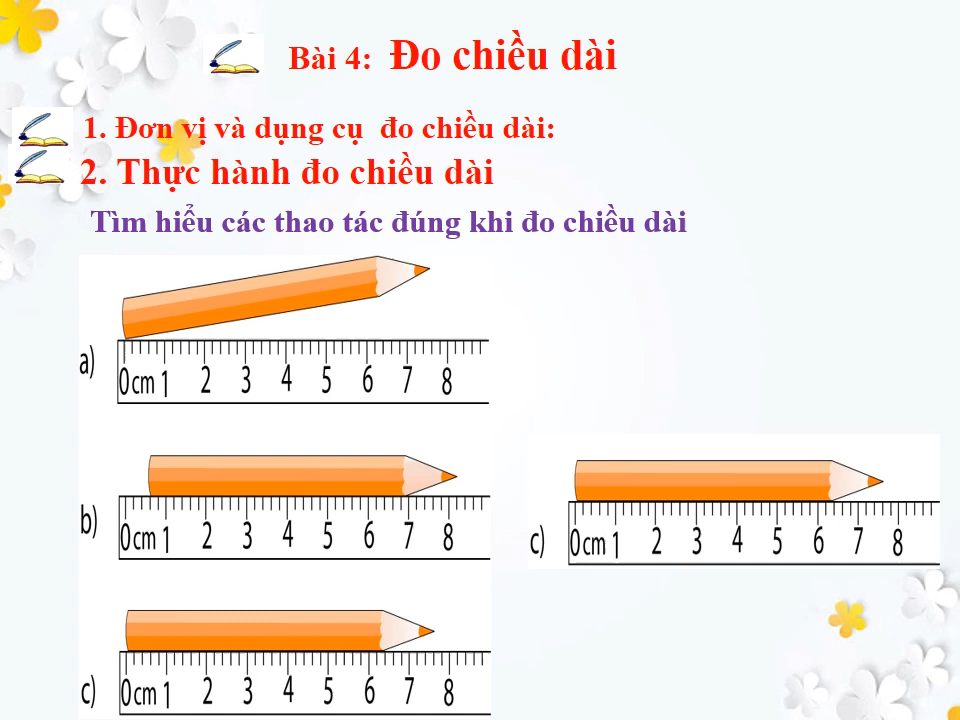 Bài 4: Đo chiều dài
1. Đơn vị và dụng cụ đo chiều dài:
2. Thực hành đo chiều dài
Tìm hiểu các thao tác đúng khi đo chiều dài
a)
0cm 1 2 3 4 5 6 7 8
b)
0cm 1 2 3 4 5 6 7 8
c)
0cm 1 2 3 4 5 6 7 8
c)
0cm 1 2 3 4 5 6 7 8